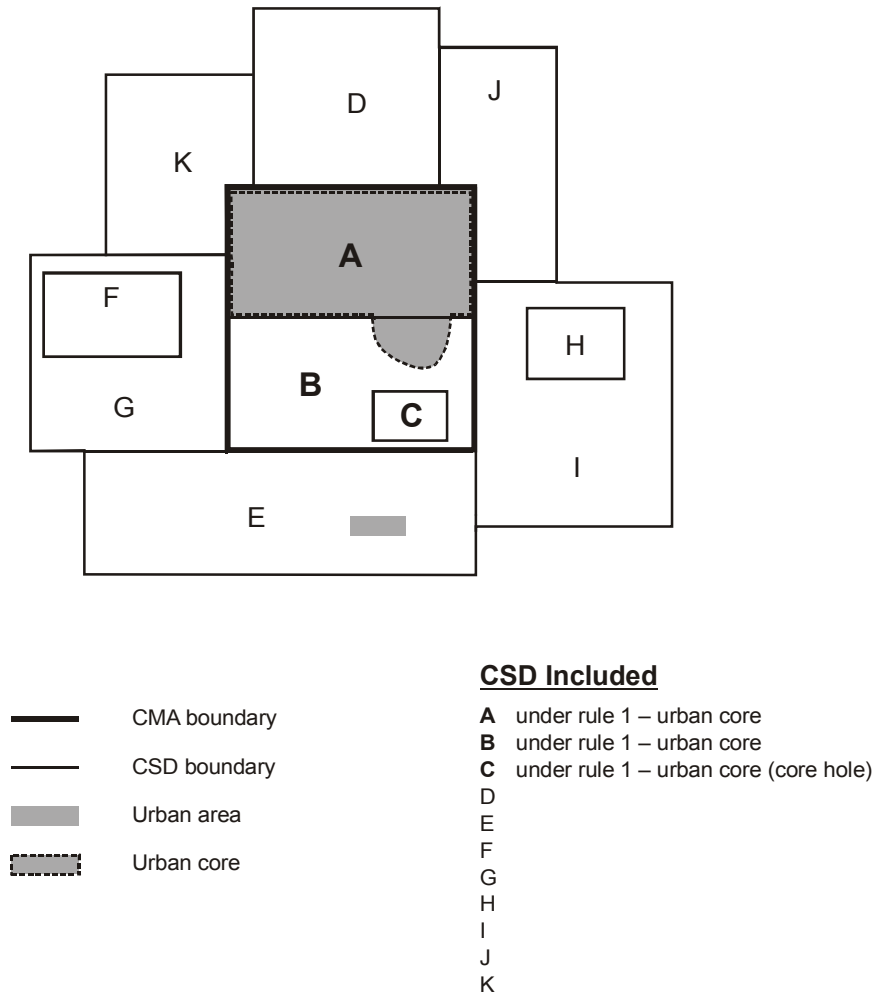 D
J
K
A
F
H
B
C
G
I
E
CSD Included
CMA boundary
CSD boundary
Urban area
Urban core
A under rule 1 – urban core
B under rule 1 – urban core
C under rule 1 – urban core (core hole)
D
E
F
G
H
I
J
K